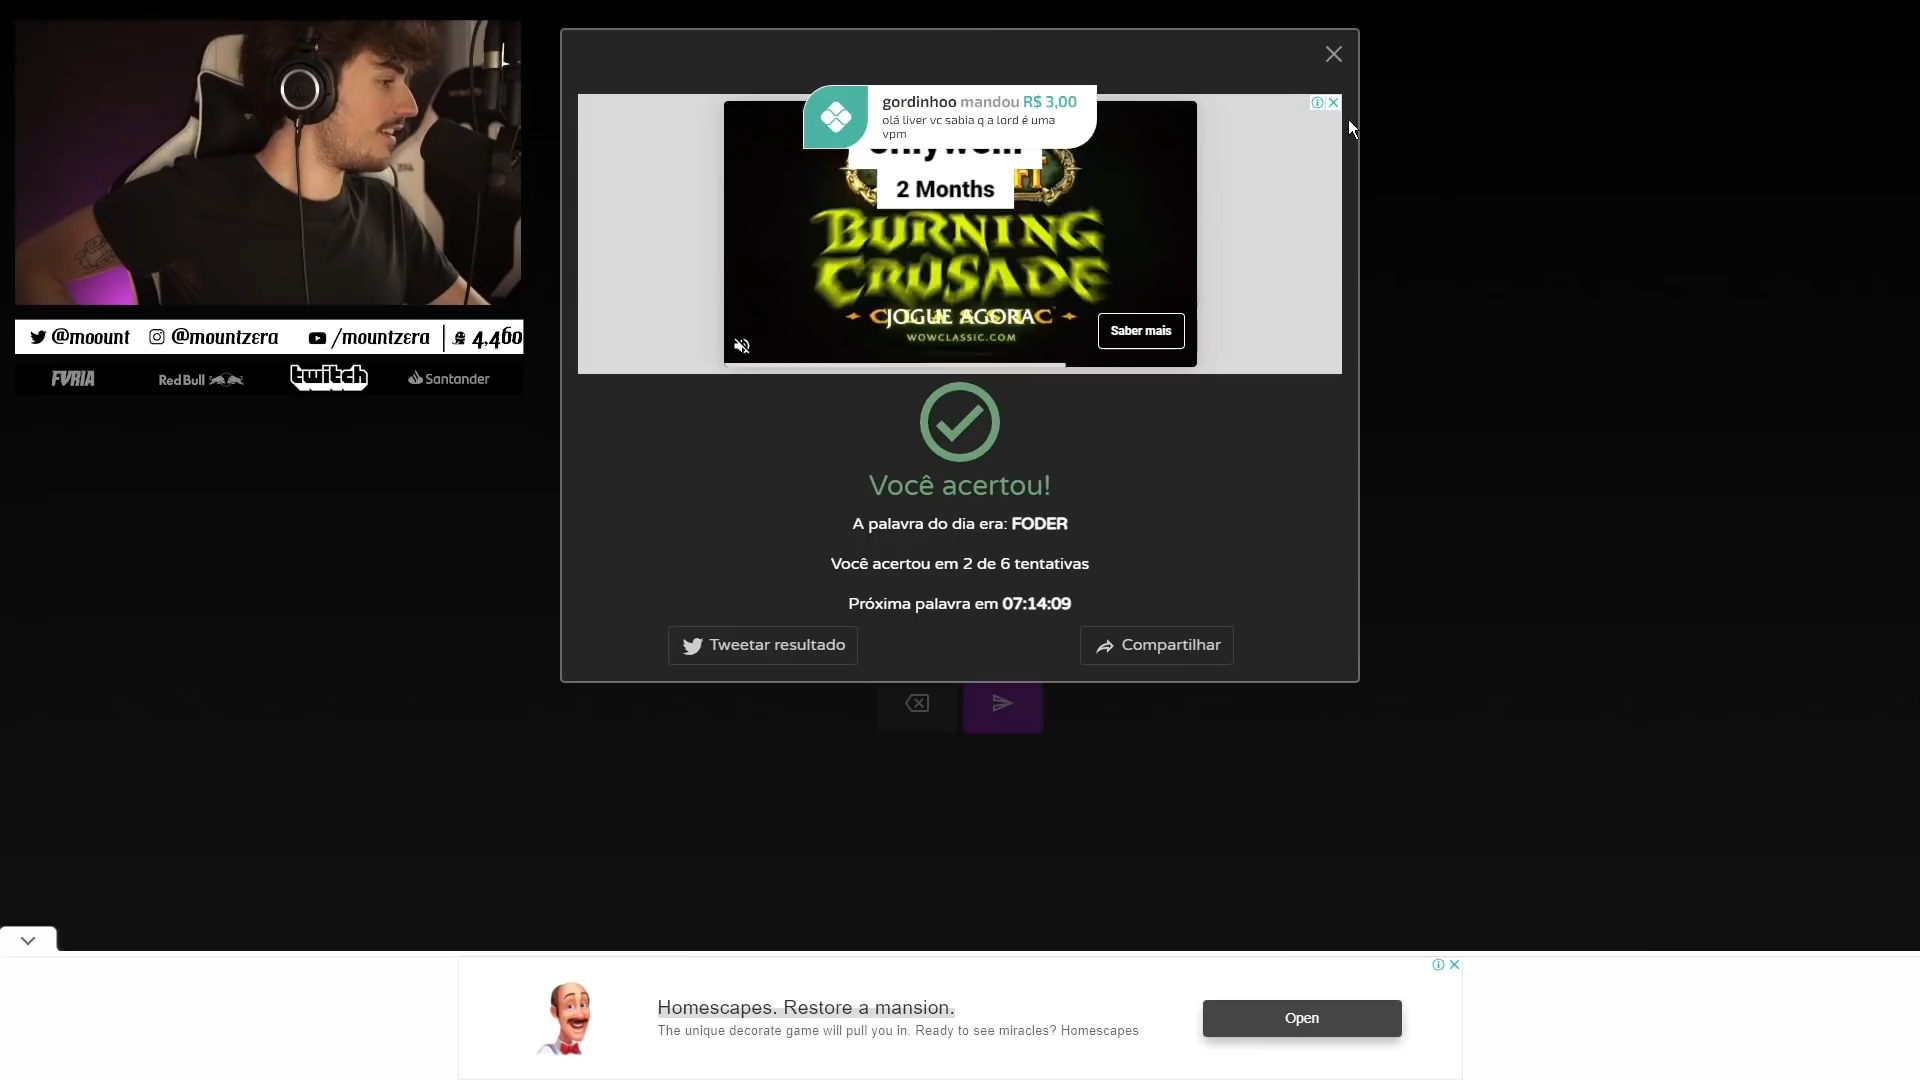 gordinhoo mandou R$ 3,00
olá liver vc sabia q a lord é uma
vpm
2 Months
BURNING
CRUSADE
JOGUE AGORA
WOWCLASSIC.COM
Saber mais
@moount @mountzera /mountzera 4,460
FURIA Red Bull twitch Santander
Você acertou!
A palavra do dia era: FODER
Você acertou em 2 de 6 tentativas
Próxima palavra em 07:14:09
Tweetar resultado Compartilhar
Homescapes. Restore a mansion.
The unique decorate game will pull you in. Ready to see miracles? Homescapes
Open